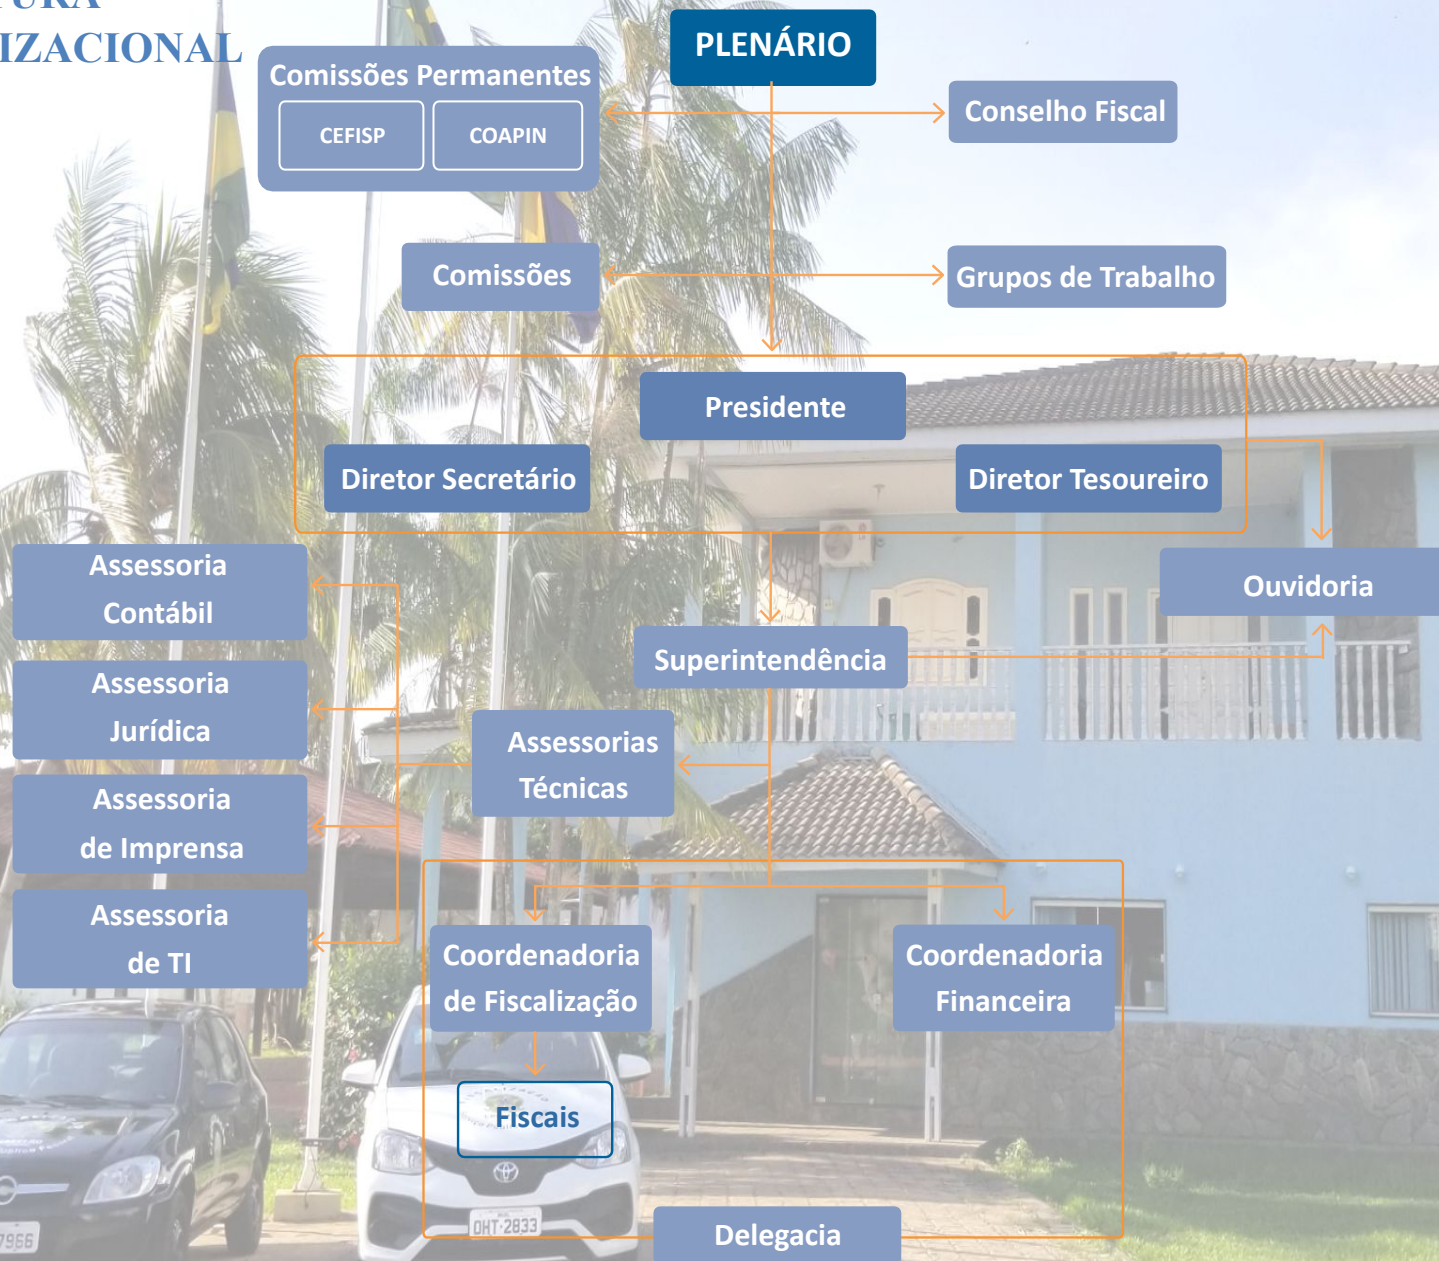 TURA
IZACIONAL
PLENÁRIO
Comissões Permanentes
CEFISP
COAPIN
Conselho Fiscal
Comissões
Grupos de Trabalho
Presidente
Diretor Secretário
Diretor Tesoureiro
Assessoria
Contábil
Ouvidoria
Superintendência
Assessoria
Jurídica
Assessorias
Técnicas
Assessoria
de Imprensa
Assessoria
de TI
Coordenadoria
de Fiscalização
Coordenadoria
Financeira
Fiscais
OHT-2833
7966
Delegacia